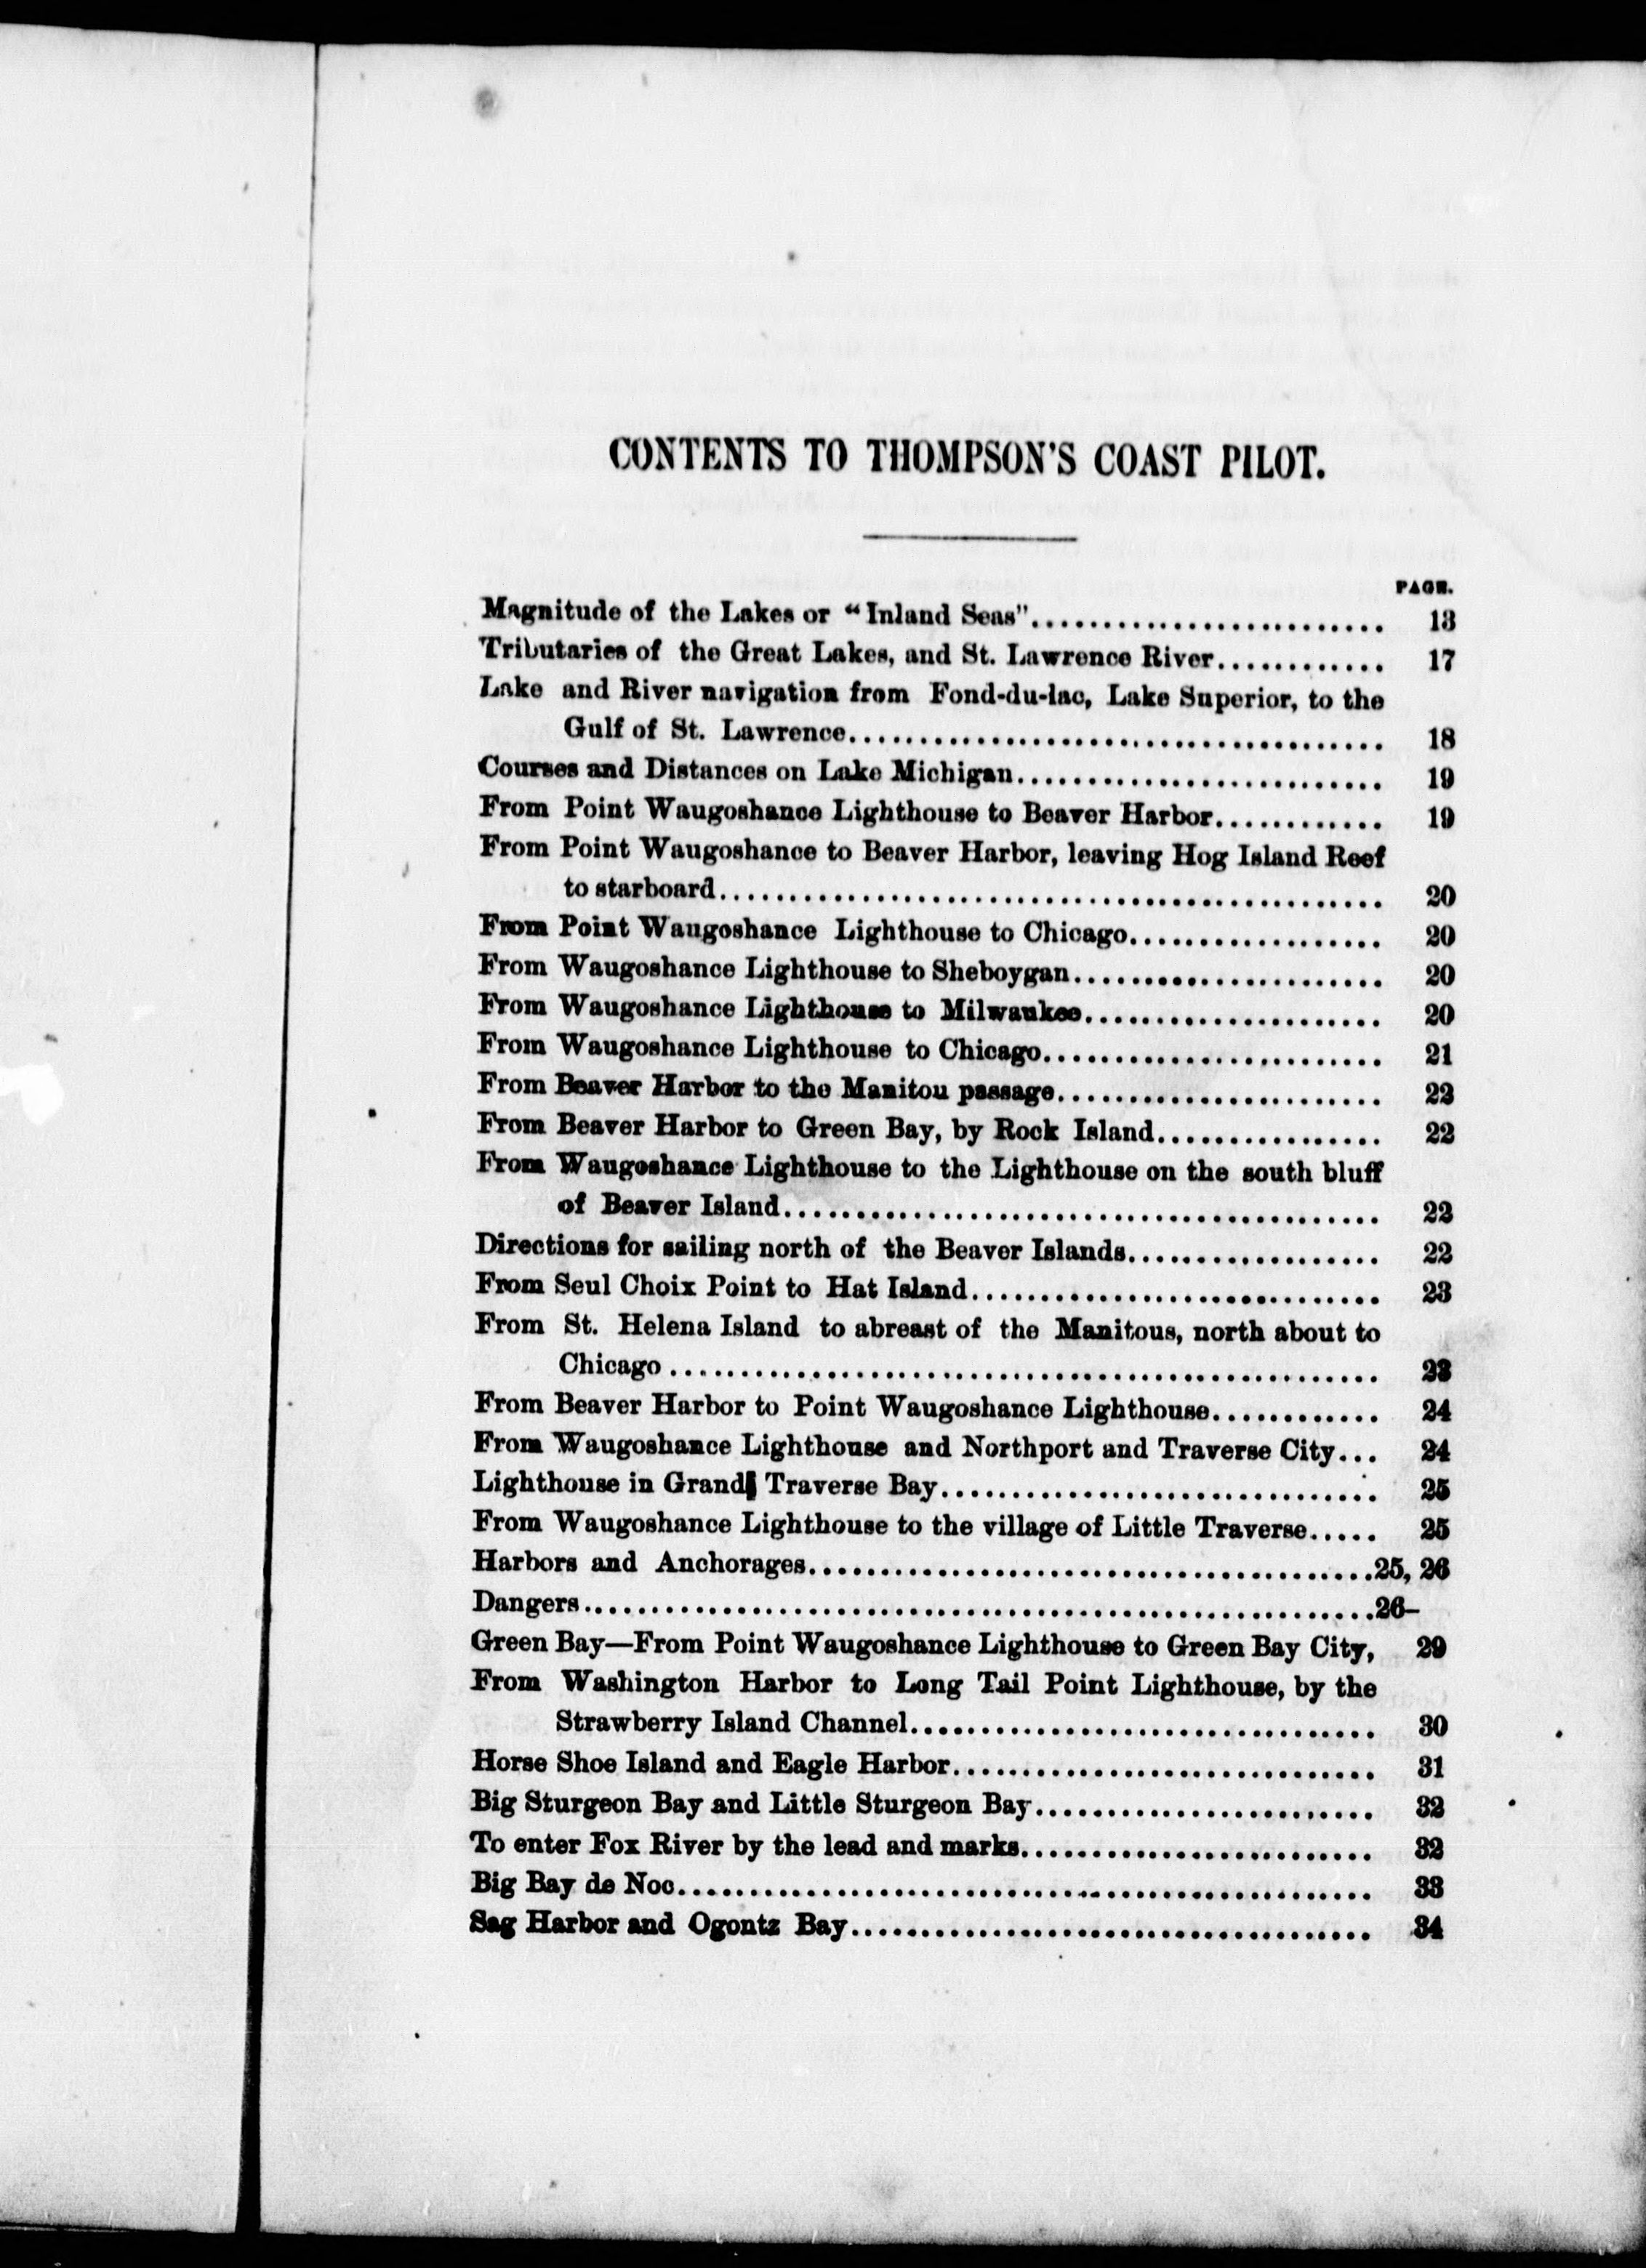 CONTENTS TO THOMPSON'S COAST PILOT.
PAGE.
Magnitude of the Lakes or "Inland Seas".......................... 13
Tributaries of the Great Lakes, and St. Lawrence River............ 17
Lake and River navigation from Fond-du-lac, Lake Superior, to the
Gulf of St. Lawrence...................................... 18
Courses and Distances on Lake Michigan.......................... 19
From Point Waugoshance Lighthouse to Beaver Harbor............ 19
From Point Waugoshance to Beaver Harbor, leaving Hog Island Reef
to starboard............................................... 20
From Point Waugoshance Lighthouse to Chicago.................. 20
From Waugoshance Lighthouse to Sheboygan...................... 20
From Waugoshance Lighthouse to Milwaukee..................... 20
From Waugoshance Lighthouse to Chicago........................ 21
From Beaver Harbor to the Manitou passage....................... 22
From Beaver Harbor to Green Bay, by Rock Island................ 22
From Waugoshance Lighthouse to the Lighthouse on the south bluff
of Beaver Island.......................................... 22
Directions for sailing north of the Beaver Islands.................. 22
From Seul Choix Point to Hat Island............................. 23
From St. Helena Island to abreast of the Manitous, north about to
Chicago .................................................. 23
From Beaver Harbor to Point Waugoshance Lighthouse............ 24
From Waugoshance Lighthouse and Northport and Traverse City... 24
Lighthouse in Grand Traverse Bay............................... 25
From Waugoshance Lighthouse to the village of Little Traverse..... 25
Harbors and Anchorages........................................25, 26
Dangers........................................................26–
Green Bay—From Point Waugoshance Lighthouse to Green Bay City, 29
From Washington Harbor to Long Tail Point Lighthouse, by the
Strawberry Island Channel................................. 30
Horse Shoe Island and Eagle Harbor.............................. 31
Big Sturgeon Bay and Little Sturgeon Bay........................ 32
To enter Fox River by the lead and marks......................... 32
Big Bay de Noc................................................. 33
Sag Harbor and Ogontz Bay..................................... 34